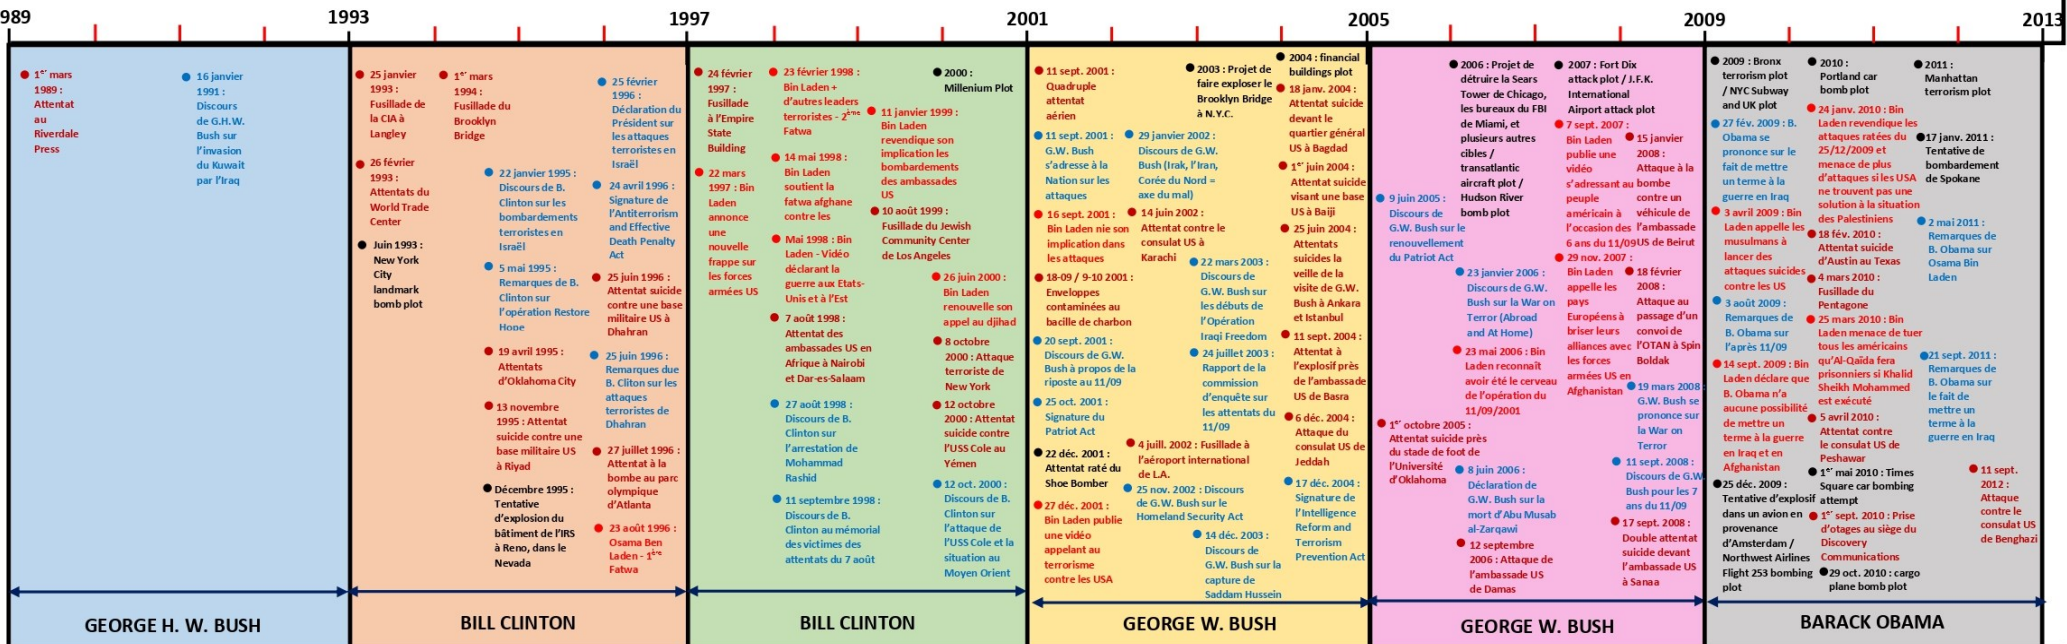 989
1993
1997
2001
2005
2009
2013
1er mars
1989 :
Attentat
au
Riverdale
Press
16 janvier
1991 :
Discours
de G.H.W.
Bush sur
l'invasion
du Kuwait
par l'Iraq
GEORGE H. W. BUSH
25 janvier
1993 :
Fusillade de
la CIA à
Langley
26 février
1993 :
Attentats du
World Trade
Center
Juin 1993 :
New York
City
landmark
bomb plot
1er mars
1994 :
Fusillade du
Brooklyn
Bridge
22 janvier 1995 :
Discours de B.
Clinton sur les
bombardements
terroristes en
Israël
5 mai 1995 :
Remarques de B.
Clinton sur
l'opération Restore
Hope
19 avril 1995 :
Attentats
d'Oklahoma City
13 novembre
1995 : Attentat
suicide contre une
base militaire US
à Riyad
Décembre 1995 :
Tentative
d'explosion du
bâtiment de l'IRS
à Reno, dans le
Nevada
25 février
1996 :
Déclaration du
Président sur
les attaques
terroristes en
Israël
24 avril 1996 :
Signature de
l'Antiterrorism
and Effective
Death Penalty
Act
25 juin 1996 :
Attentat suicide
contre une base
militaire US à
Dhahran
25 juin 1996 :
Remarques due
B. Cliton sur les
attaques
terroristes de
Dhahran
27 juillet 1996 :
Attentat à la
bombe au parc
olympique
d'Atlanta
23 août 1996 :
Osama Ben
Laden - 1ère
Fatwa
BILL CLINTON
24 février
1997 :
Fusillade
à l'Empire
State
Building
22 mars
1997 : Bin
Laden
annonce
une
nouvelle
frappe sur
les forces
armées US
23 février 1998 :
Bin Laden +
d'autres leaders
terroristes - 2ème
Fatwa
14 mai 1998 :
Bin Laden
soutient la
fatwa afghane
contre les
Mai 1998 : Bin
Laden - Vidéo
déclarant la
guerre aux Etats-
Unis et à l'Est
7 août 1998 :
Attentat des
ambassades US en
Afrique à Nairobi
et Dar-es-Salaam
27 août 1998 :
Discours de B.
Clinton sur
l'arrestation de
Mohammad
Rashid
11 septembre 1998 :
Discours de B.
Clinton au mémorial
des victimes des
attentats du 7 août
2000 :
Millenium Plot
11 janvier 1999 :
Bin Laden
revendique son
implication les
bombardements
des ambassades
US
10 août 1999 :
Fusillade du Jewish
Community Center
de Los Angeles
26 juin 2000 :
Bin Laden
renouvelle son
appel au djihad
8 octobre
2000 : Attaque
terroriste de
New York
12 octobre
2000 : Attentat
suicide contre
l'USS Cole au
Yémen
12 oct. 2000 :
Discours de B.
Clinton sur
l'attaque de
l'USS Cole et la
situation au
Moyen Orient
BILL CLINTON
11 sept. 2001 :
Quadruple
attentat
aérien
11 sept. 2001 :
G.W. Bush
s'adresse à la
Nation sur les
attaques
16 sept. 2001 :
Bin Laden nie son
implication dans
les attaques
18-09 / 9-10 2001 :
Enveloppes
contaminées au
bacille de charbon
20 sept. 2001 :
Discours de G.W.
Bush à propos de la
riposte au 11/09
25 oct. 2001 :
Signature du
Patriot Act
22 déc. 2001 :
Attentat raté du
Shoe Bomber
27 déc. 2001 :
Bin Laden publie
une vidéo
appelant au
terrorisme
contre les USA
2003 : Projet de
faire exploser le
Brooklyn Bridge
à N.Y.C.
29 janvier 2002 :
Discours de G.W.
Bush (Irak, l'Iran,
Corée du Nord =
axe du mal)
14 juin 2002 :
Attentat contre le
consulat US à
Karachi
22 mars 2003 :
Discours de
G.W. Bush sur
les débuts de
l'Opération
Iraqi Freedom
24 juillet 2003 :
Rapport de la
commission
d'enquête sur
les attentats du
11/09
4 juill. 2002 : Fusillade à
l'aéroport international
de L.A.
25 nov. 2002 : Discours
de G.W. Bush sur le
Homeland Security Act
14 déc. 2003 :
Discours de
G.W. Bush sur la
capture de
Saddam Hussein
2004 : financial
buildings plot
18 janv. 2004 :
Attentat suicide
devant le
quartier général
US à Bagdad
1er juin 2004 :
Attentat suicide
visant une base
US à Baiji
25 juin 2004 :
Attentats
suicides la
veille de la
visite de G.W.
Bush à Ankara
et Istanbul
11 sept. 2004 :
Attentat à
l'explosif près
de l'ambassade
US de Basra
6 déc. 2004 :
Attaque du
consulat US de
Jeddah
17 déc. 2004 :
Signature de
l'Intelligence
Reform and
Terrorism
Prevention Act
GEORGE W. BUSH
9 juin 2005 :
Discours de
G.W. Bush sur le
renouvellement
du Patriot Act
1er octobre 2005 :
Attentat suicide près
du stade de foot de
l'Université
d'Oklahoma
2006 : Projet de
détruire la Sears
Tower de Chicago,
les bureaux du FBI
de Miami, et
plusieurs autres
cibles /
transatlantic
aircraft plot /
Hudson River
bomb plot
23 janvier 2006 :
Discours de G.W.
Bush sur la War on
Terror (Abroad
and At Home)
23 mai 2006 : Bin
Laden reconnaît
avoir été le cerveau
de l'opération du
11/09/2001
8 juin 2006 :
Déclaration de
G.W. Bush sur la
mort d'Abu Musab
al-Zarqawi
12 septembre
2006 : Attaque de
l'ambassade US
de Damas
2007 : Fort Dix
attack plot / J.F.K.
International
Airport attack plot
7 sept. 2007 :
Bin Laden
publie une
vidéo
s'adressant au
peuple
américain à
l'occasion des
6 ans du 11/09
29 nov. 2007 :
Bin Laden
appelle les
pays
Européens à
briser leurs
alliances avec
les forces
armées US en
Afghanistan
15 janvier
2008 :
Attaque à la
bombe
contre un
véhicule de
l'ambassade
US de Beirut
18 février
2008 :
Attaque au
passage d'un
convoi de
l'OTAN à Spin
Boldak
19 mars 2008 :
G.W. Bush se
prononce sur
la War on
Terror
11 sept. 2008 :
Discours de G.W.
Bush pour les 7
ans du 11/09
17 sept. 2008 :
Double attentat
suicide devant
l'ambassade US
à Sanaa
GEORGE W. BUSH
2009 : Bronx
terrorism plot
/ NYC Subway
and UK plot
27 fév. 2009 : B.
Obama se
prononce sur le
fait de mettre
un terme à la
guerre en Iraq
3 avril 2009 : Bin
Laden appelle les
musulmans à
lancer des
attaques suicides
contre les US
3 août 2009 :
Remarques de
B. Obama sur
l'après 11/09
14 sept. 2009 : Bin
Laden déclare que
B. Obama n'a
aucune possibilité
de mettre un
terme à la guerre
en Iraq et en
Afghanistan
25 déc. 2009 :
Tentative d'explosif
dans un avion en
provenance
d'Amsterdam /
Northwest Airlines
Flight 253 bombing
plot
2010 :
Portland car
bomb plot
24 janv. 2010 : Bin
Laden revendique les
attaques ratées du
25/12/2009 et
menace de plus
d'attaques si les USA
ne trouvent pas une
solution à la situation
des Palestiniens
18 fév. 2010 :
Attentat suicide
d'Austin au Texas
4 mars 2010 :
Fusillade du
Pentagone
25 mars 2010 : Bin
Laden menace de tuer
tous les américains
qu'Al-Qaïda fera
prisonniers si Khalid
Sheikh Mohammed
est exécuté
5 avril 2010 :
Attentat contre
le consulat US de
Peshawar
1er mai 2010 : Times
Square car bombing
attempt
1er sept. 2010 : Prise
d'otages au siège du
Discovery
Communications
29 oct. 2010 : cargo
plane bomb plot
2011 :
Manhattan
terrorism plot
17 janv. 2011 :
Tentative de
bombardement
de Spokane
2 mai 2011 :
Remarques de
B. Obama sur
Osama Bin
Laden
21 sept. 2011 :
Remarques de
B. Obama sur
le fait de
mettre un
terme à la
guerre en Iraq
11 sept.
2012 :
Attaque
contre le
consulat US
de Benghazi
BARACK OBAMA